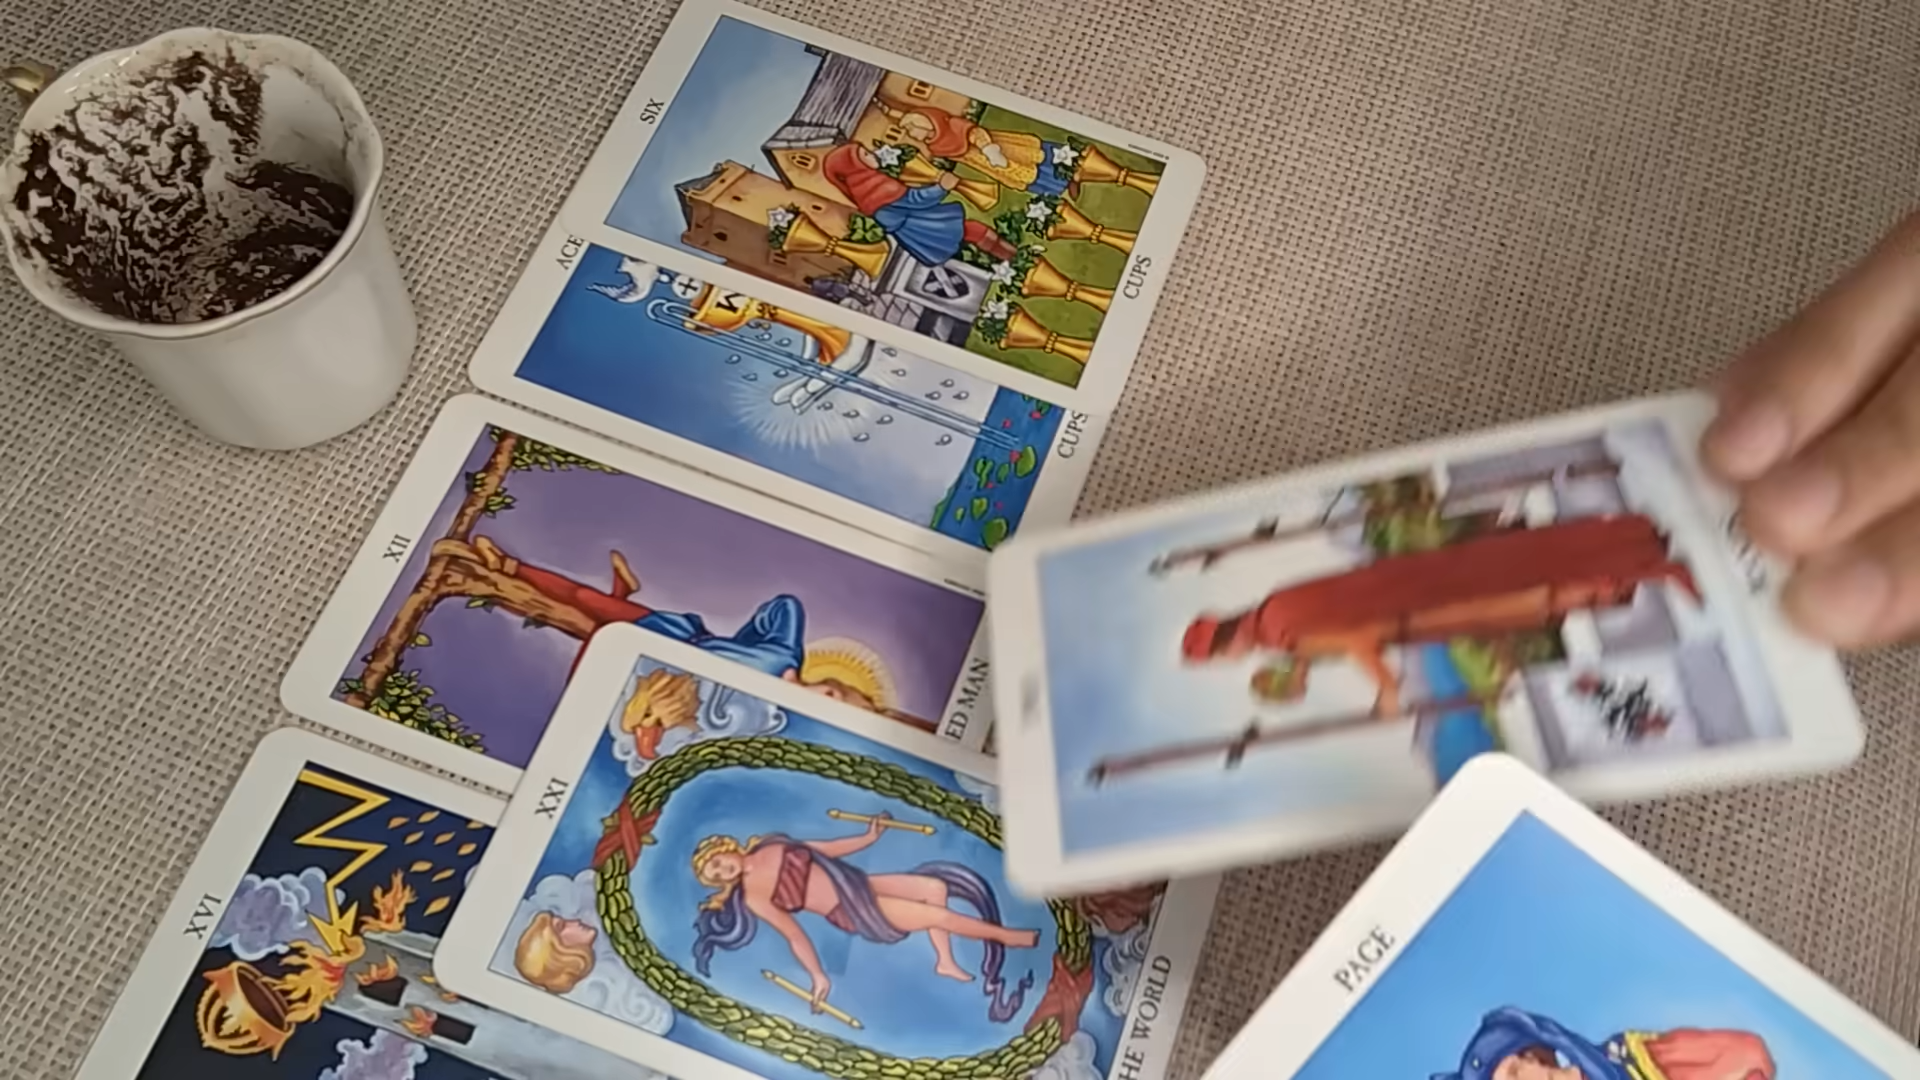 SIX
CUPS
ACE
CUPS
XII
ED MAN
XXI
HE WORLD
XVI
PAGE